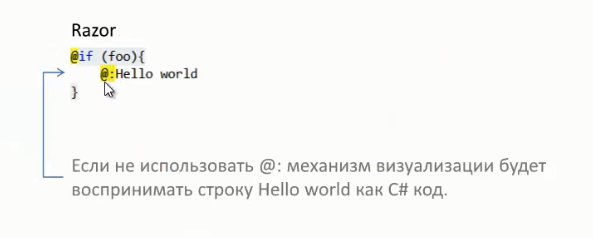 Razor
@if (foo){
@:Hello world
}
Если не использовать @: механизм визуализации будет
воспринимать строку Hello world как C# код.